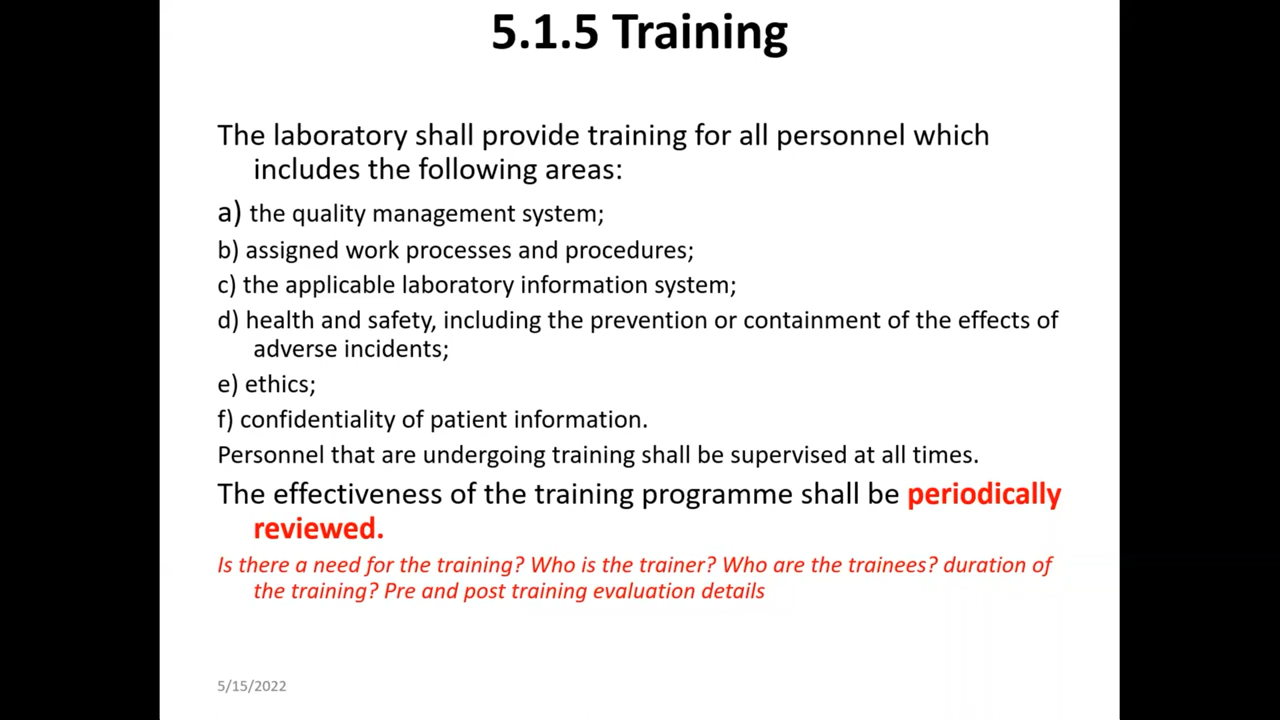 5.1.5 Training
The laboratory shall provide training for all personnel which
includes the following areas:
a) the quality management system;
b) assigned work processes and procedures;
c) the applicable laboratory information system;
d) health and safety, including the prevention or containment of the effects of
adverse incidents;
e) ethics;
f) confidentiality of patient information.
Personnel that are undergoing training shall be supervised at all times.
The effectiveness of the training programme shall be periodically
reviewed.
Is there a need for the training? Who is the trainer? Who are the trainees? duration of
the training? Pre and post training evaluation details
5/15/2022